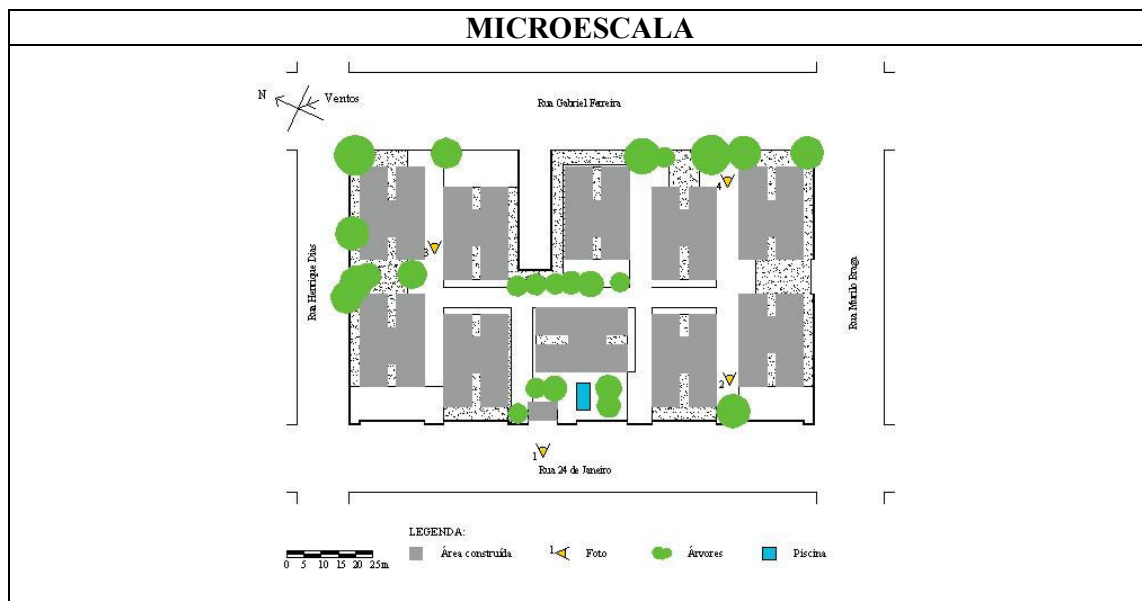 MICROESCALA
N
Ventos
Rua Gabriel Ferreira
Rua Henrique Dias
3
4
Rua Murilo Braga
2
1
Rua 24 de Janeiro
LEGENDA:
0 5 10 15 20 25m
Área construída
1
Foto
Árvores
Piscina